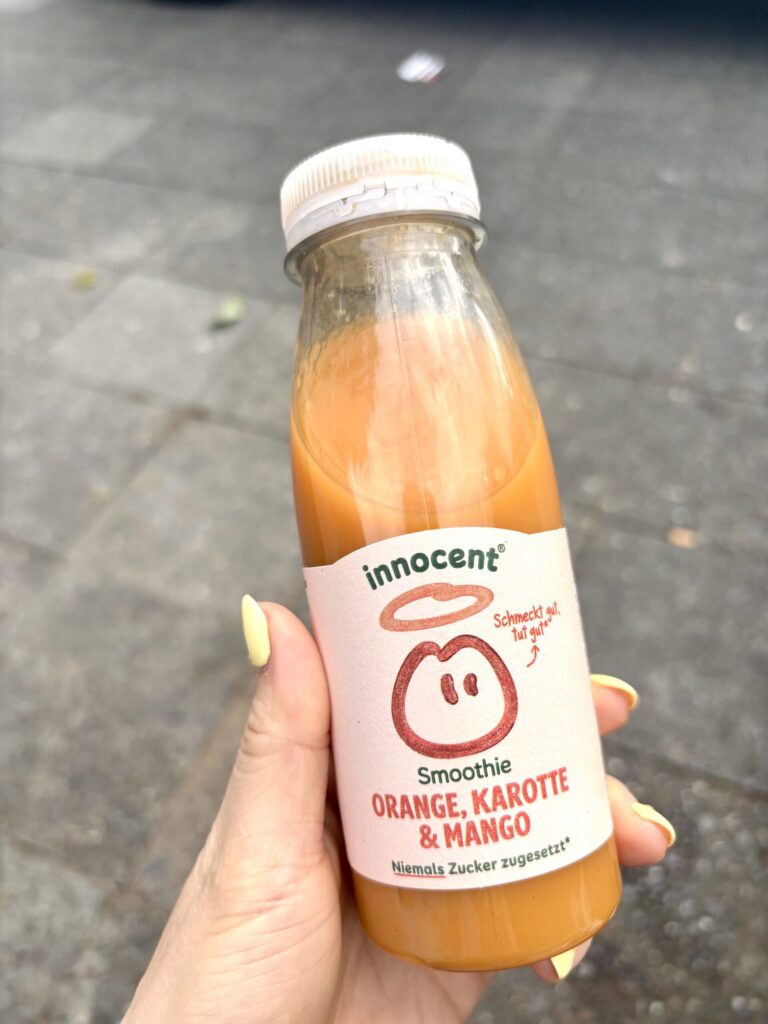 innocent®
Schmeckt gut,
tut gut*
Smoothie
ORANGE, KAROTTE
& MANGO
Niemals Zucker zugesetzt*